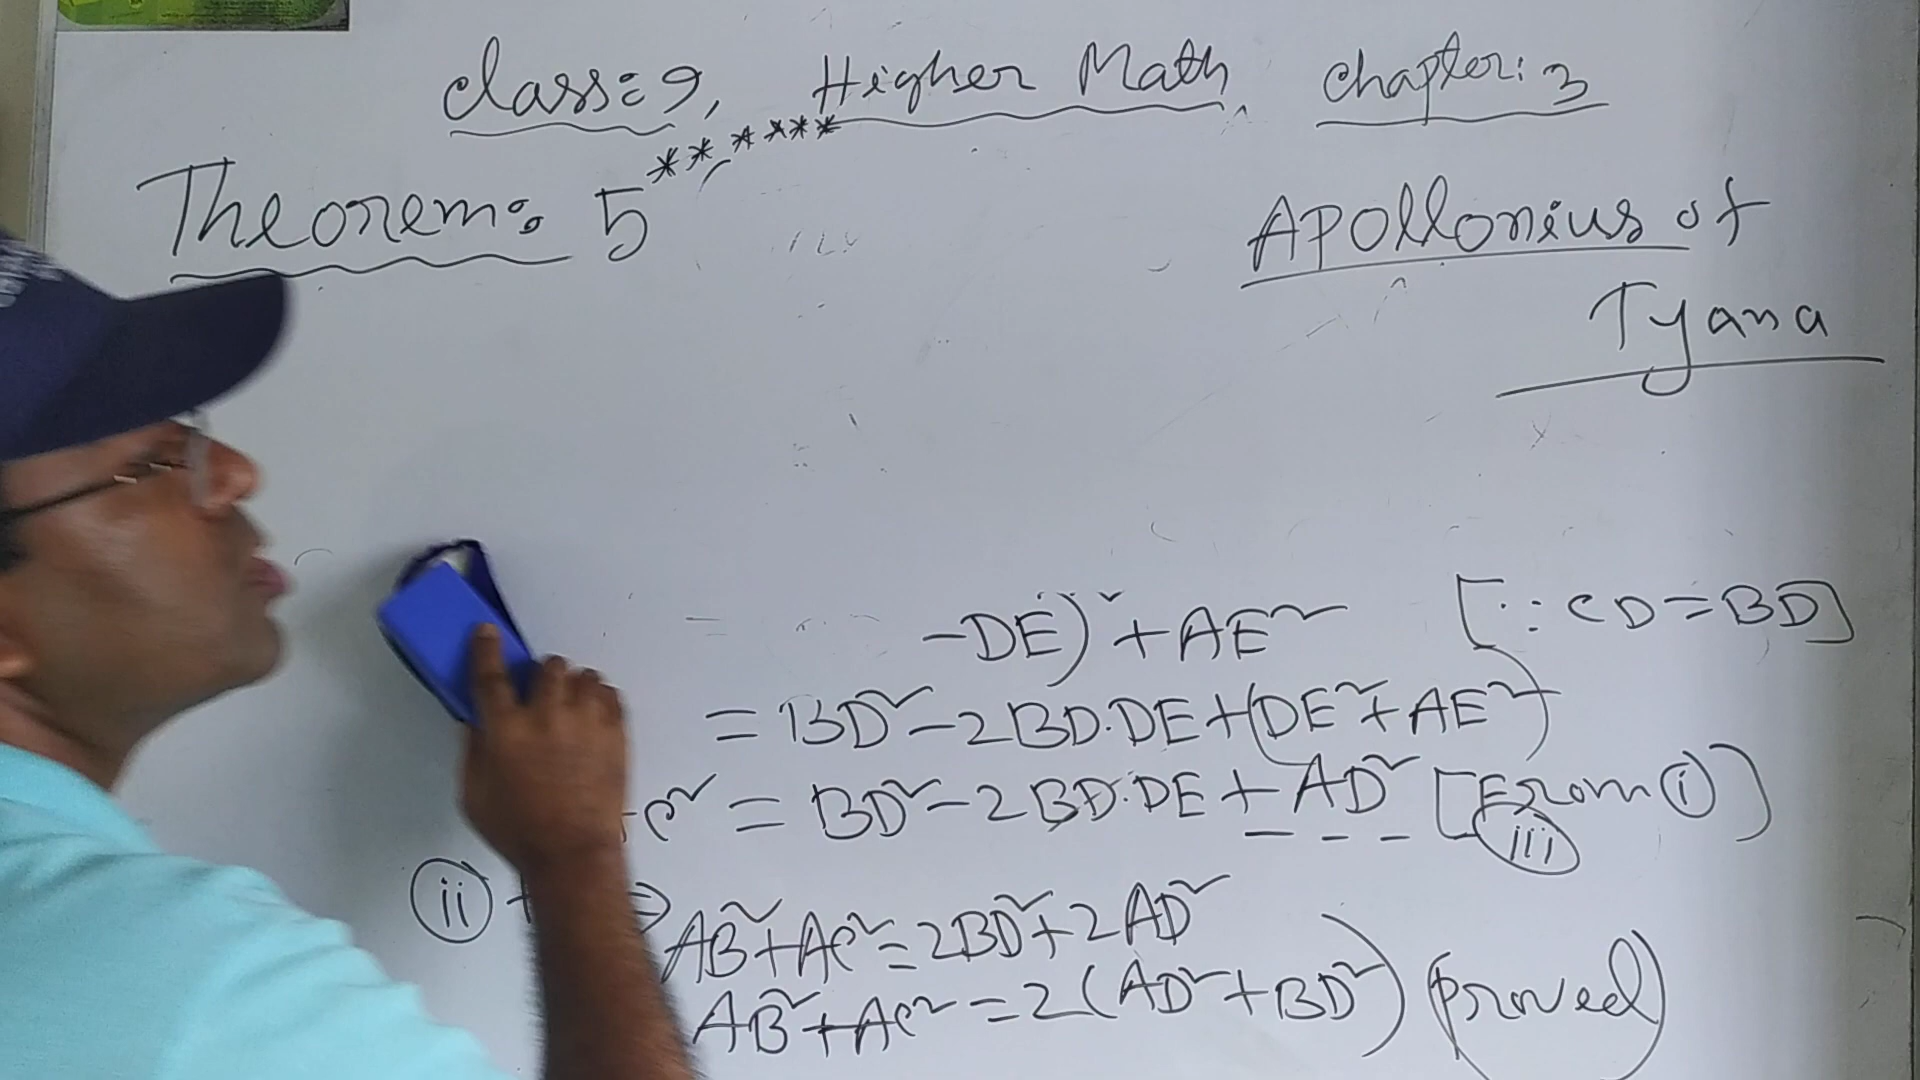 Class: 9, Higher Math Chapter: 3
Theorem: 5 *******
Apollonius of
Tyana
-DE)² + AE² [∵ CD = BD]
= BD² - 2BD.DE + (DE² + AE²)
AC² = BD² - 2BD.DE + AD² --- [From (i)]
(iii)
(ii) + ⇒
AB² + AC² = 2BD² + 2AD²
AB² + AC² = 2(AD² + BD²) (proved)